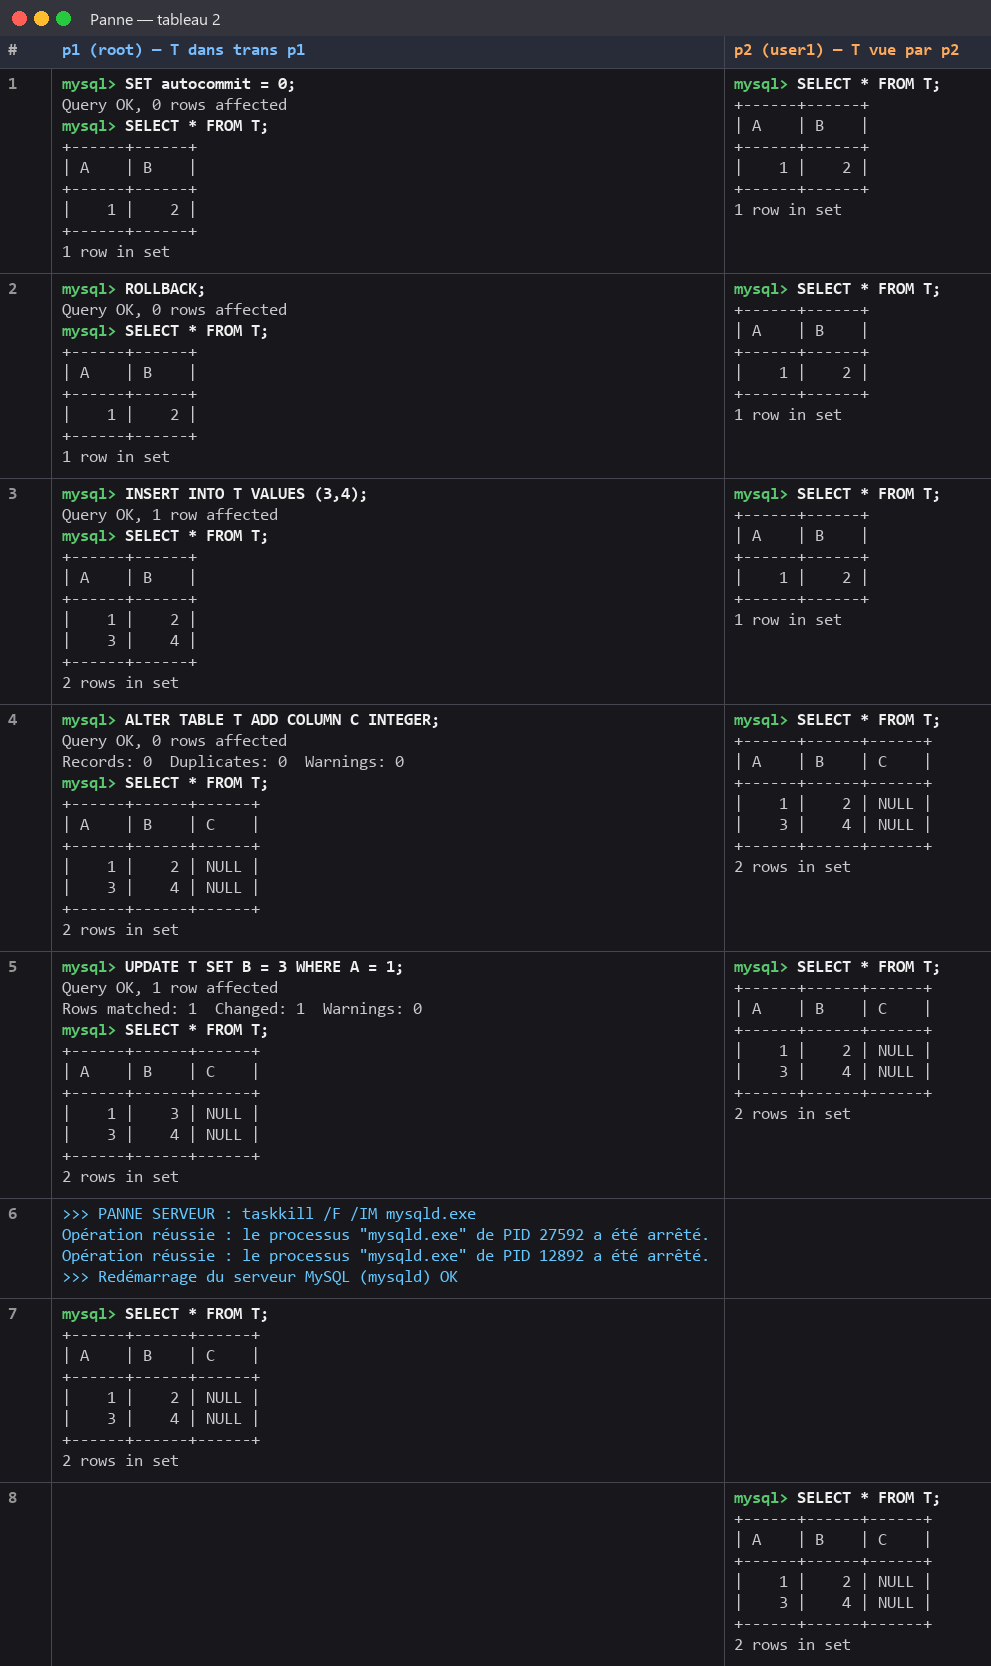 Panne — tableau 2
# p1 (root) — T dans trans p1 p2 (user1) — T vue par p2
1
mysql> SET autocommit = 0;
Query OK, 0 rows affected
mysql> SELECT * FROM T;
+------+------+
| A    | B    |
+------+------+
|    1 |    2 |
+------+------+
1 row in set
mysql> SELECT * FROM T;
+------+------+
| A    | B    |
+------+------+
|    1 |    2 |
+------+------+
1 row in set
2
mysql> ROLLBACK;
Query OK, 0 rows affected
mysql> SELECT * FROM T;
+------+------+
| A    | B    |
+------+------+
|    1 |    2 |
+------+------+
1 row in set
mysql> SELECT * FROM T;
+------+------+
| A    | B    |
+------+------+
|    1 |    2 |
+------+------+
1 row in set
3
mysql> INSERT INTO T VALUES (3,4);
Query OK, 1 row affected
mysql> SELECT * FROM T;
+------+------+
| A    | B    |
+------+------+
|    1 |    2 |
|    3 |    4 |
+------+------+
2 rows in set
mysql> SELECT * FROM T;
+------+------+
| A    | B    |
+------+------+
|    1 |    2 |
+------+------+
1 row in set
4
mysql> ALTER TABLE T ADD COLUMN C INTEGER;
Query OK, 0 rows affected
Records: 0  Duplicates: 0  Warnings: 0
mysql> SELECT * FROM T;
+------+------+------+
| A    | B    | C    |
+------+------+------+
|    1 |    2 | NULL |
|    3 |    4 | NULL |
+------+------+------+
2 rows in set
mysql> SELECT * FROM T;
+------+------+------+
| A    | B    | C    |
+------+------+------+
|    1 |    2 | NULL |
|    3 |    4 | NULL |
+------+------+------+
2 rows in set
5
mysql> UPDATE T SET B = 3 WHERE A = 1;
Query OK, 1 row affected
Rows matched: 1  Changed: 1  Warnings: 0
mysql> SELECT * FROM T;
+------+------+------+
| A    | B    | C    |
+------+------+------+
|    1 |    3 | NULL |
|    3 |    4 | NULL |
+------+------+------+
2 rows in set
mysql> SELECT * FROM T;
+------+------+------+
| A    | B    | C    |
+------+------+------+
|    1 |    2 | NULL |
|    3 |    4 | NULL |
+------+------+------+
2 rows in set
6
>>> PANNE SERVEUR : taskkill /F /IM mysqld.exe
Opération réussie : le processus "mysqld.exe" de PID 27592 a été arrêté.
Opération réussie : le processus "mysqld.exe" de PID 12892 a été arrêté.
>>> Redémarrage du serveur MySQL (mysqld) OK
7
mysql> SELECT * FROM T;
+------+------+------+
| A    | B    | C    |
+------+------+------+
|    1 |    2 | NULL |
|    3 |    4 | NULL |
+------+------+------+
2 rows in set
8
mysql> SELECT * FROM T;
+------+------+------+
| A    | B    | C    |
+------+------+------+
|    1 |    2 | NULL |
|    3 |    4 | NULL |
+------+------+------+
2 rows in set